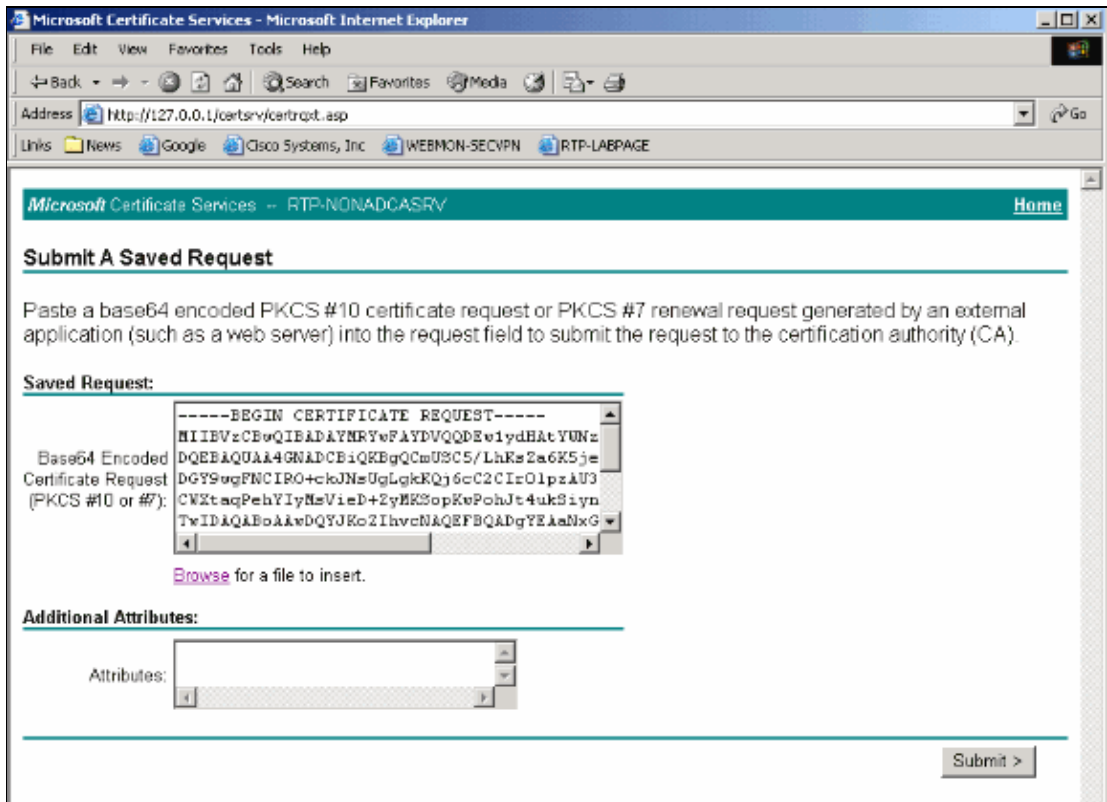 Microsoft Certificate Services - Microsoft Internet Explorer
File Edit View Favorites Tools Help
Back Search Favorites Media
Address http://127.0.0.1/certsrv/certrqxt.asp Go
Links News Google Cisco Systems, Inc WEBMON-SECVPN RTP-LABPAGE
Microsoft Certificate Services -- RTP-NONADCASRV Home
Submit A Saved Request
Paste a base64 encoded PKCS #10 certificate request or PKCS #7 renewal request generated by an external
application (such as a web server) into the request field to submit the request to the certification authority (CA).
Saved Request:
-----BEGIN CERTIFICATE REQUEST-----
Base64 Encoded
Certificate Request
(PKCS #10 or #7):
Browse for a file to insert.
Additional Attributes:
Attributes:
Submit >